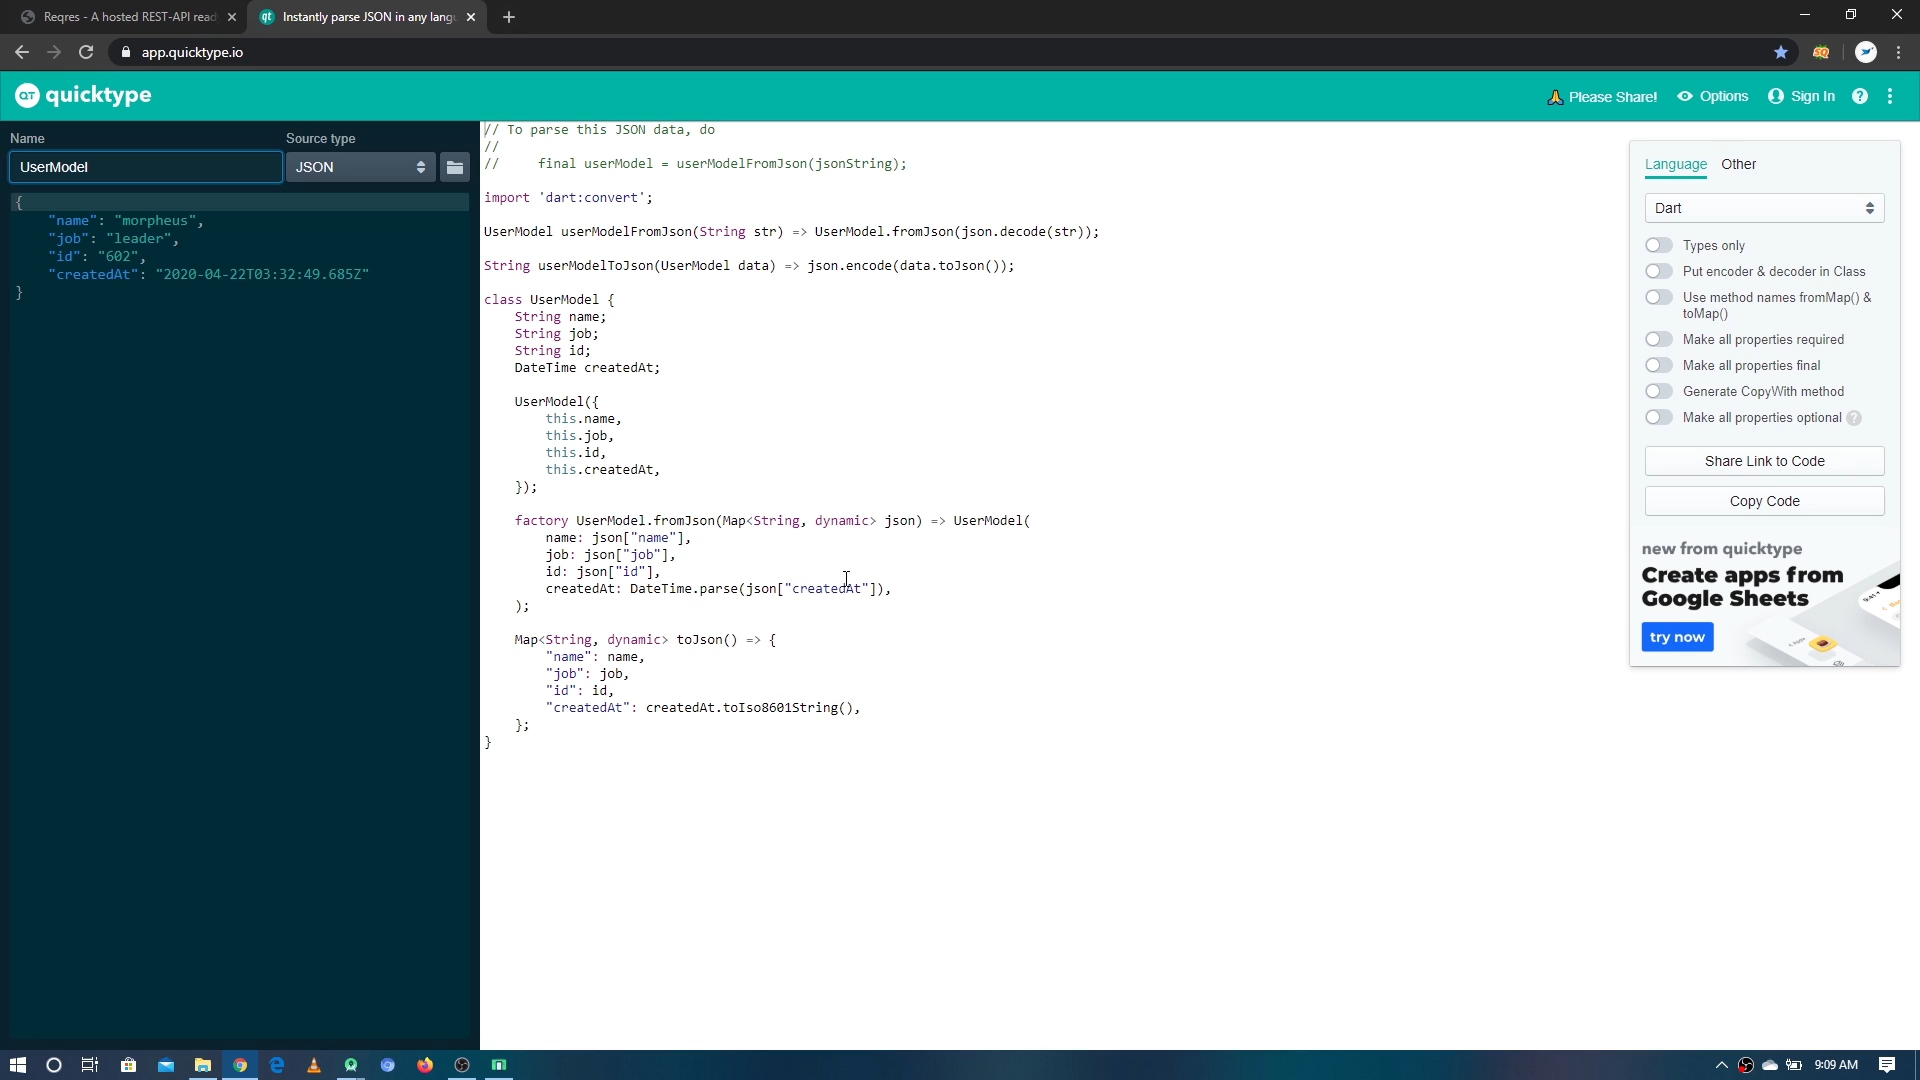 Reqres - A hosted REST-API read
Instantly parse JSON in any langu
app.quicktype.io
SQ
QT quicktype
Please Share!
Options
Sign In
Name
Source type
UserModel
JSON
{
"name": "morpheus",
"job": "leader",
"id": "602",
"createdAt": "2020-04-22T03:32:49.685Z"
}
// To parse this JSON data, do
//
//     final userModel = userModelFromJson(jsonString);
import 'dart:convert';
UserModel userModelFromJson(String str) => UserModel.fromJson(json.decode(str));
String userModelToJson(UserModel data) => json.encode(data.toJson());
class UserModel {
String name;
String job;
String id;
DateTime createdAt;
UserModel({
this.name,
this.job,
this.id,
this.createdAt,
});
factory UserModel.fromJson(Map<String, dynamic> json) => UserModel(
name: json["name"],
job: json["job"],
id: json["id"],
createdAt: DateTime.parse(json["createdAt"]),
);
Map<String, dynamic> toJson() => {
"name": name,
"job": job,
"id": id,
"createdAt": createdAt.toIso8601String(),
};
}
Language
Other
Dart
Types only
Put encoder & decoder in Class
Use method names fromMap() &
toMap()
Make all properties required
Make all properties final
Generate CopyWith method
Make all properties optional ?
Share Link to Code
Copy Code
new from quicktype
Create apps from
Google Sheets
try now
9:41
9:09 AM